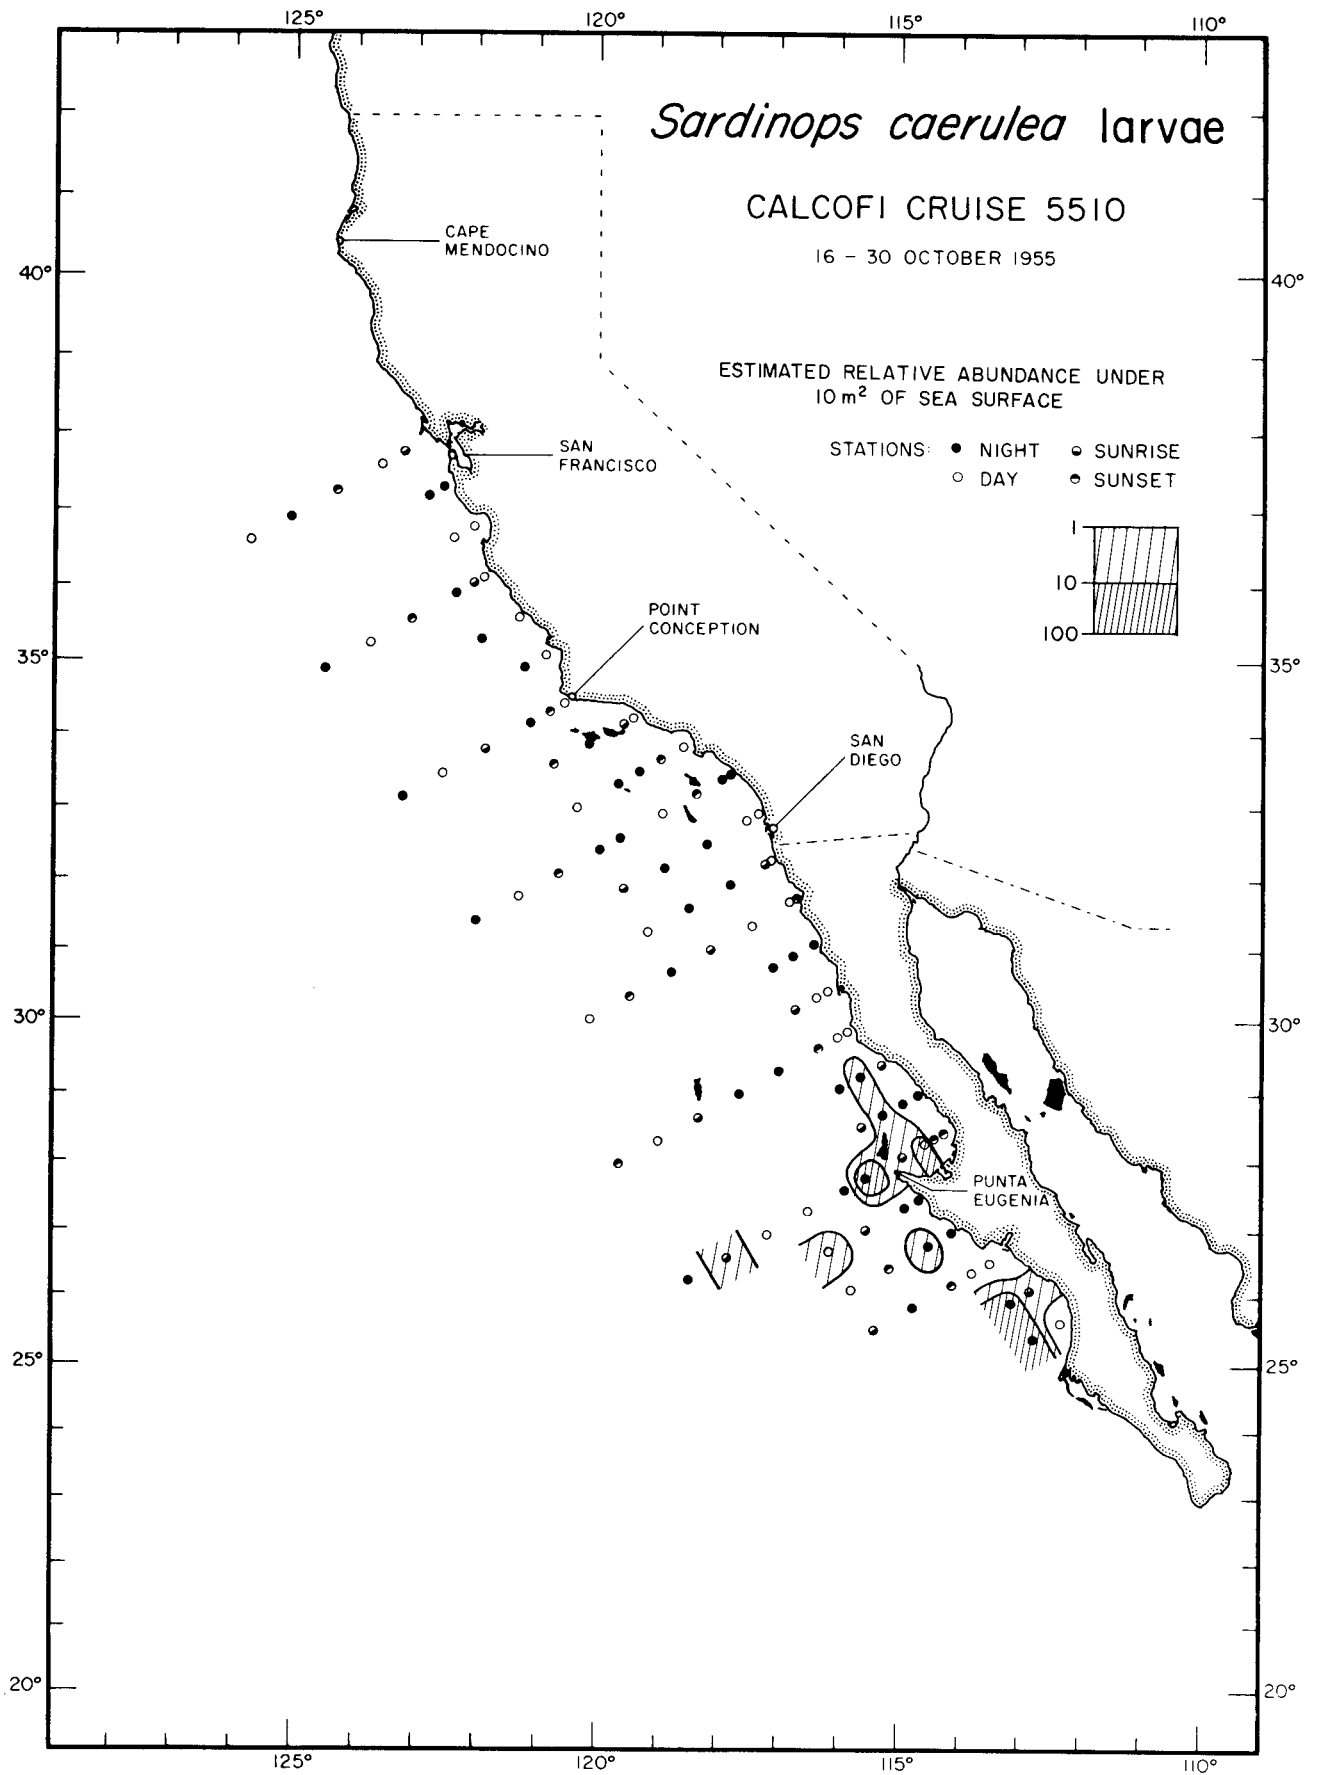 125° 120° 115° 110°
Sardinops caerulea larvae
CALCOFI CRUISE 5510
16 – 30 OCTOBER 1955
CAPE
MENDOCINO
40° 40°
ESTIMATED RELATIVE ABUNDANCE UNDER
10 m² OF SEA SURFACE
STATIONS: ● NIGHT ◒ SUNRISE
○ DAY ◓ SUNSET
SAN
FRANCISCO
1
10
100
POINT
CONCEPTION
35° 35°
SAN
DIEGO
30° 30°
PUNTA
EUGENIA
25° 25°
20° 20°
125° 120° 115° 110°